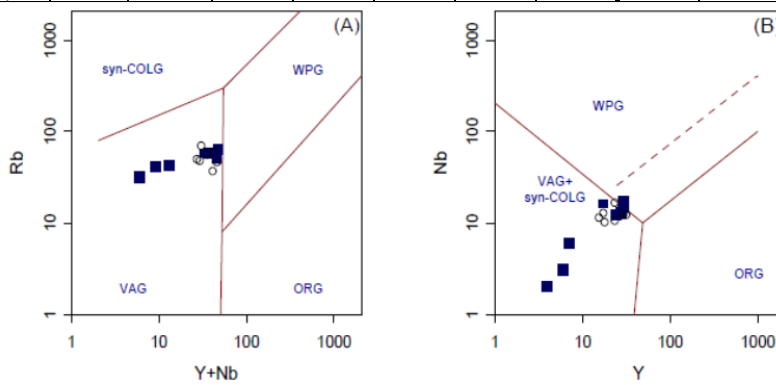 (A)
syn-COLG
WPG
VAG
ORG
Rb
1000
100
10
1
1
10
100
1000
Y+Nb
(B)
WPG
VAG+
syn-COLG
ORG
Nb
1000
100
10
1
1
10
100
1000
Y